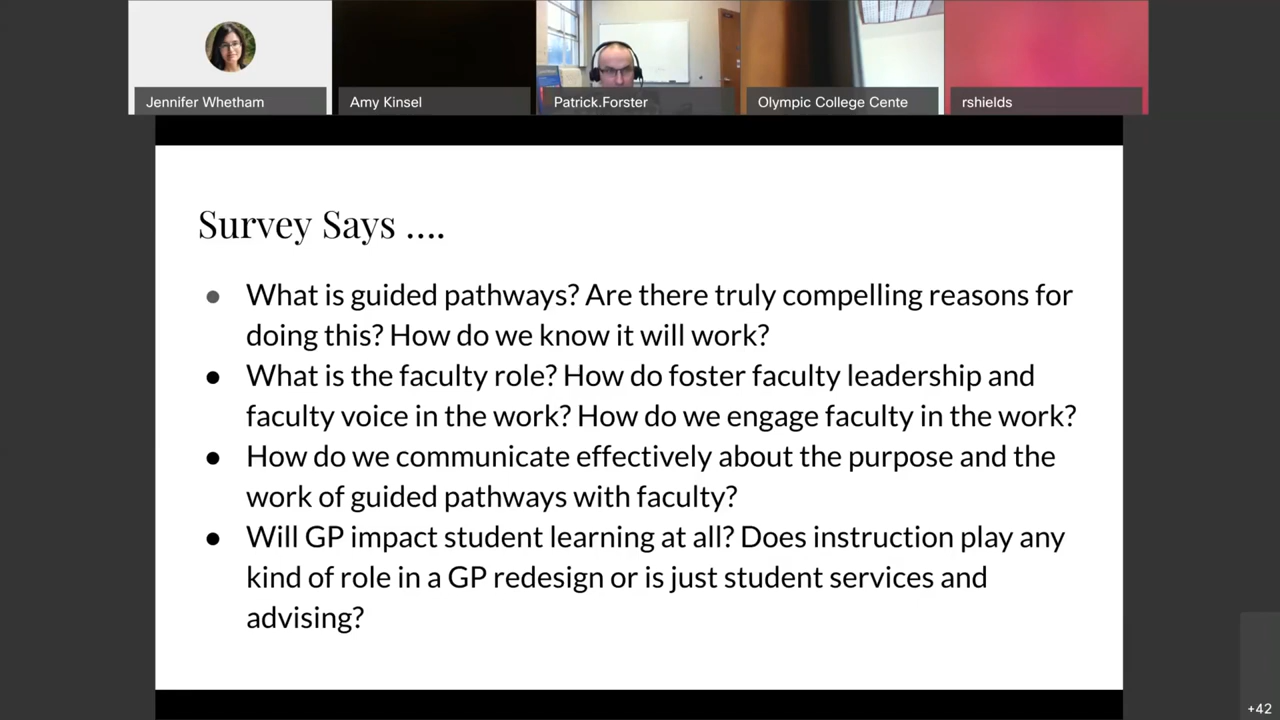 Jennifer Whetham
Amy Kinsel
Patrick.Forster
Olympic College Cente
rshields
Survey Says ....
● What is guided pathways? Are there truly compelling reasons for
doing this? How do we know it will work?
● What is the faculty role? How do foster faculty leadership and
faculty voice in the work? How do we engage faculty in the work?
● How do we communicate effectively about the purpose and the
work of guided pathways with faculty?
● Will GP impact student learning at all? Does instruction play any
kind of role in a GP redesign or is just student services and
advising?
+42